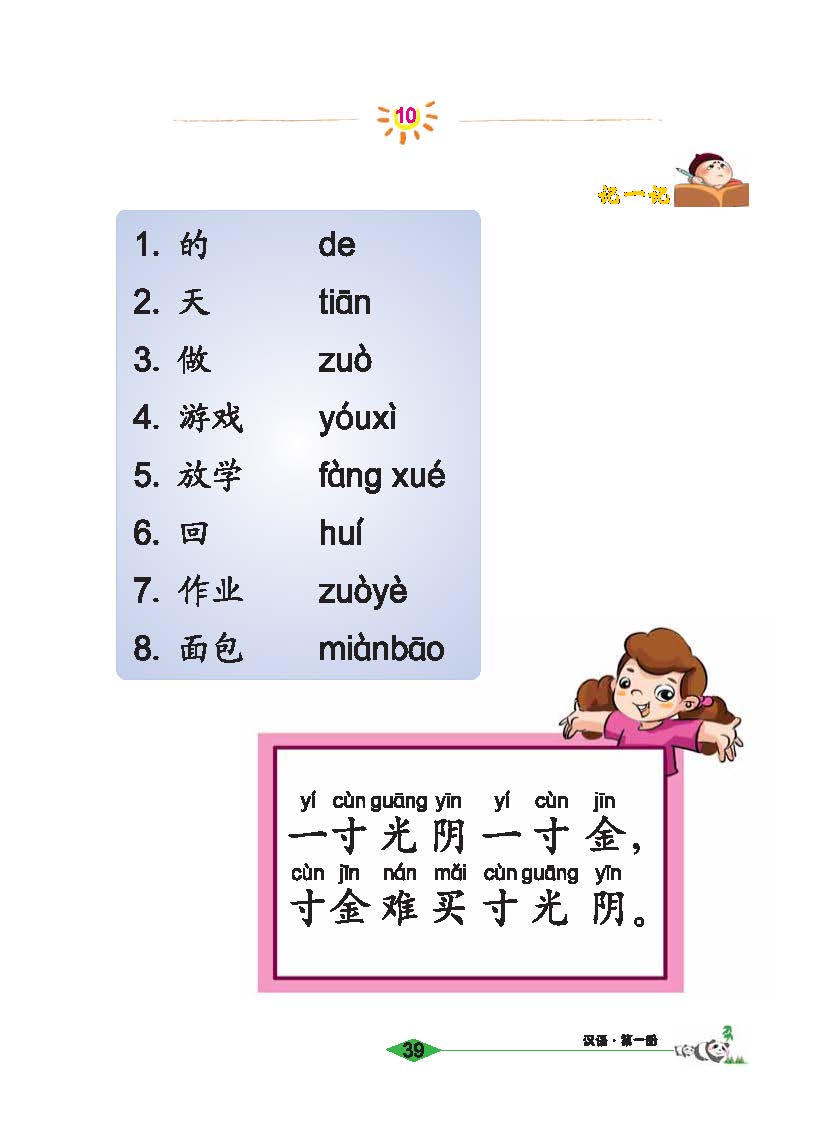 10
记一记
1. 的 de
2. 天 tiān
3. 做 zuò
4. 游戏 yóuxì
5. 放学 fàng xué
6. 回 huí
7. 作业 zuòyè
8. 面包 miànbāo
yí cùn guāng yīn yí cùn jīn
一寸光阴一寸金，
cùn jīn nán mǎi cùn guāng yīn
寸金难买寸光阴。
汉语·第一册
39